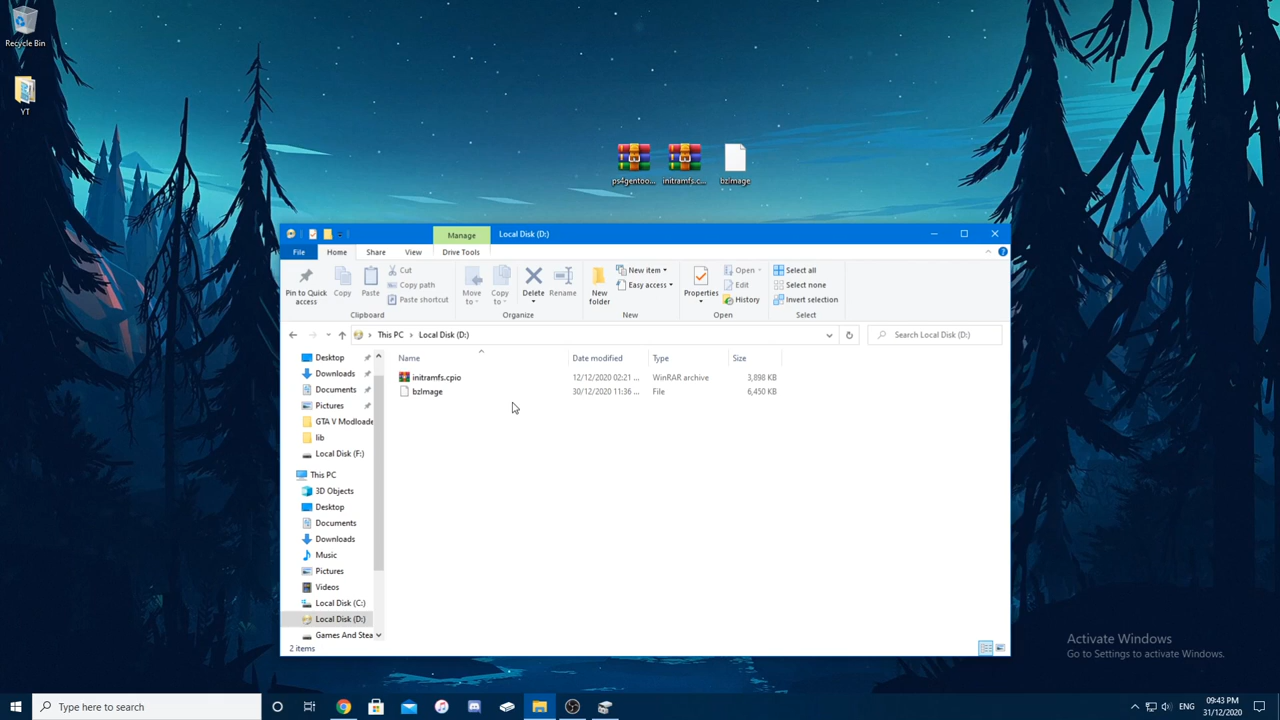 Recycle Bin
YT
ps4gentoo...
initramfs.c...
bzImage
Manage
Local Disk (D:)
File
Home
Share
View
Drive Tools
Pin to Quick access
Copy
Paste
Cut
Copy path
Paste shortcut
Move to
Copy to
Delete
Rename
New folder
New item
Easy access
Properties
Open
Edit
History
Select all
Select none
Invert selection
Clipboard
Organize
New
Open
Select
This PC
Local Disk (D:)
Search Local Disk (D:)
Name
Date modified
Type
Size
initramfs.cpio
12/12/2020 02:21 ...
WinRAR archive
3,898 KB
bzImage
30/12/2020 11:36 ...
File
6,450 KB
Desktop
Downloads
Documents
Pictures
GTA V Modloade
lib
Local Disk (F:)
This PC
3D Objects
Desktop
Documents
Downloads
Music
Pictures
Videos
Local Disk (C:)
Local Disk (D:)
Games And Stea
2 items
Activate Windows
Go to Settings to activate Windows.
Type here to search
ENG
09:43
31/12/2020